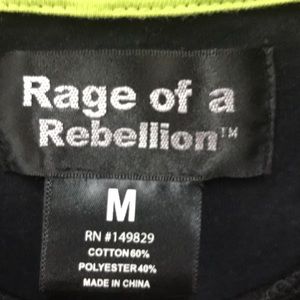 Rage of a
Rebellion™
M
RN #149829
COTTON 60%
POLYESTER 40%
MADE IN CHINA